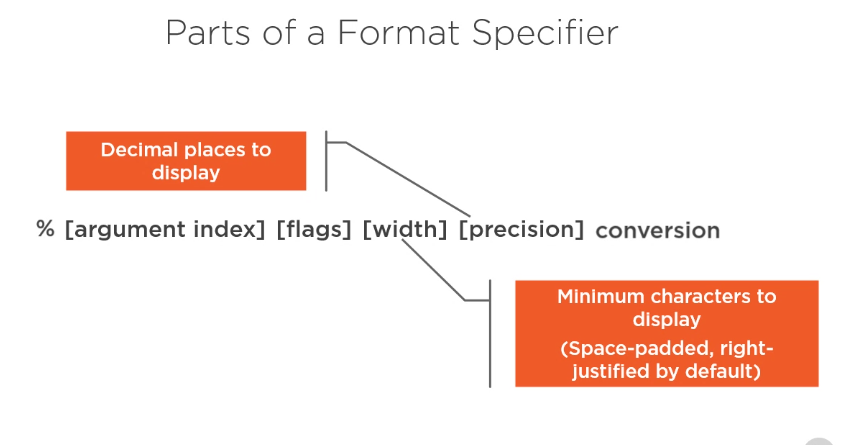 Parts of a Format Specifier
Decimal places to
display
% [argument index] [flags] [width] [precision] conversion
Minimum characters to
display
(Space-padded, right-
justified by default)